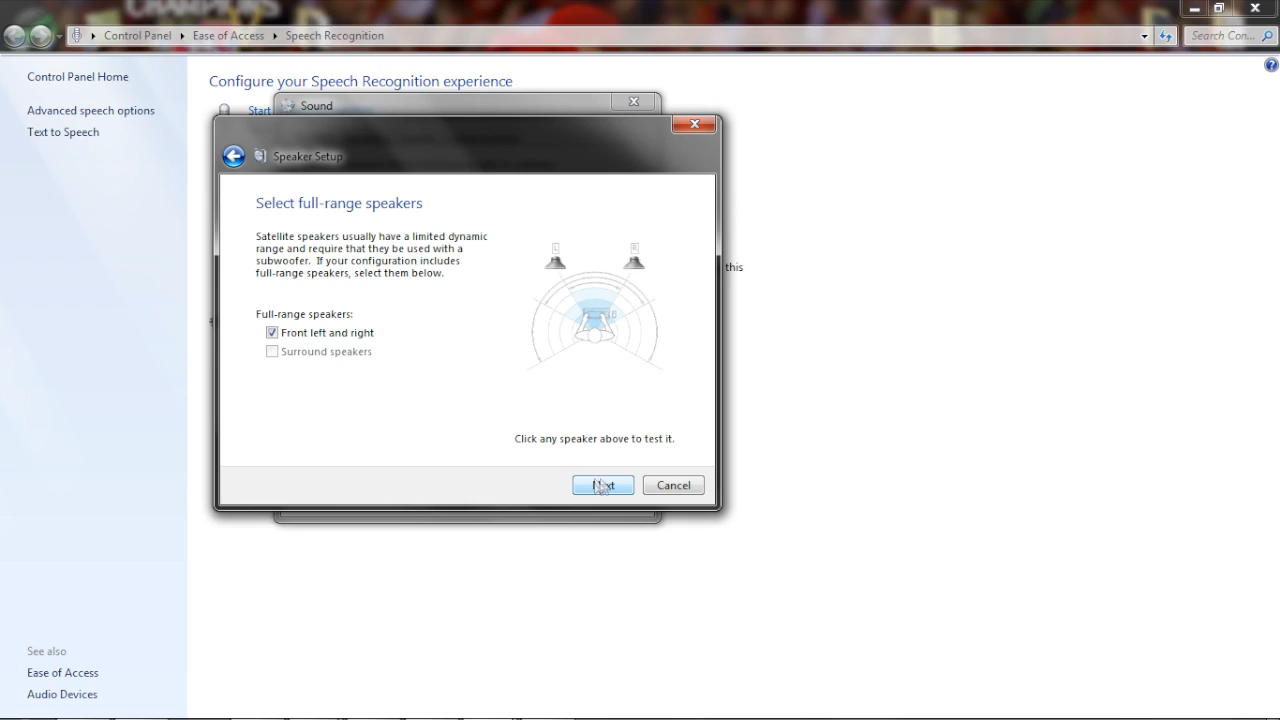 CHAMPIONS
Control Panel
Ease of Access
Speech Recognition
Search Con...
Control Panel Home
Advanced speech options
Text to Speech
Configure your Speech Recognition experience
Start
Sound
Speaker Setup
Select full-range speakers
Satellite speakers usually have a limited dynamic
range and require that they be used with a
subwoofer. If your configuration includes
full-range speakers, select them below.
L
R
this
Full-range speakers:
Front left and right
Surround speakers
Click any speaker above to test it.
Next
Cancel
See also
Ease of Access
Audio Devices